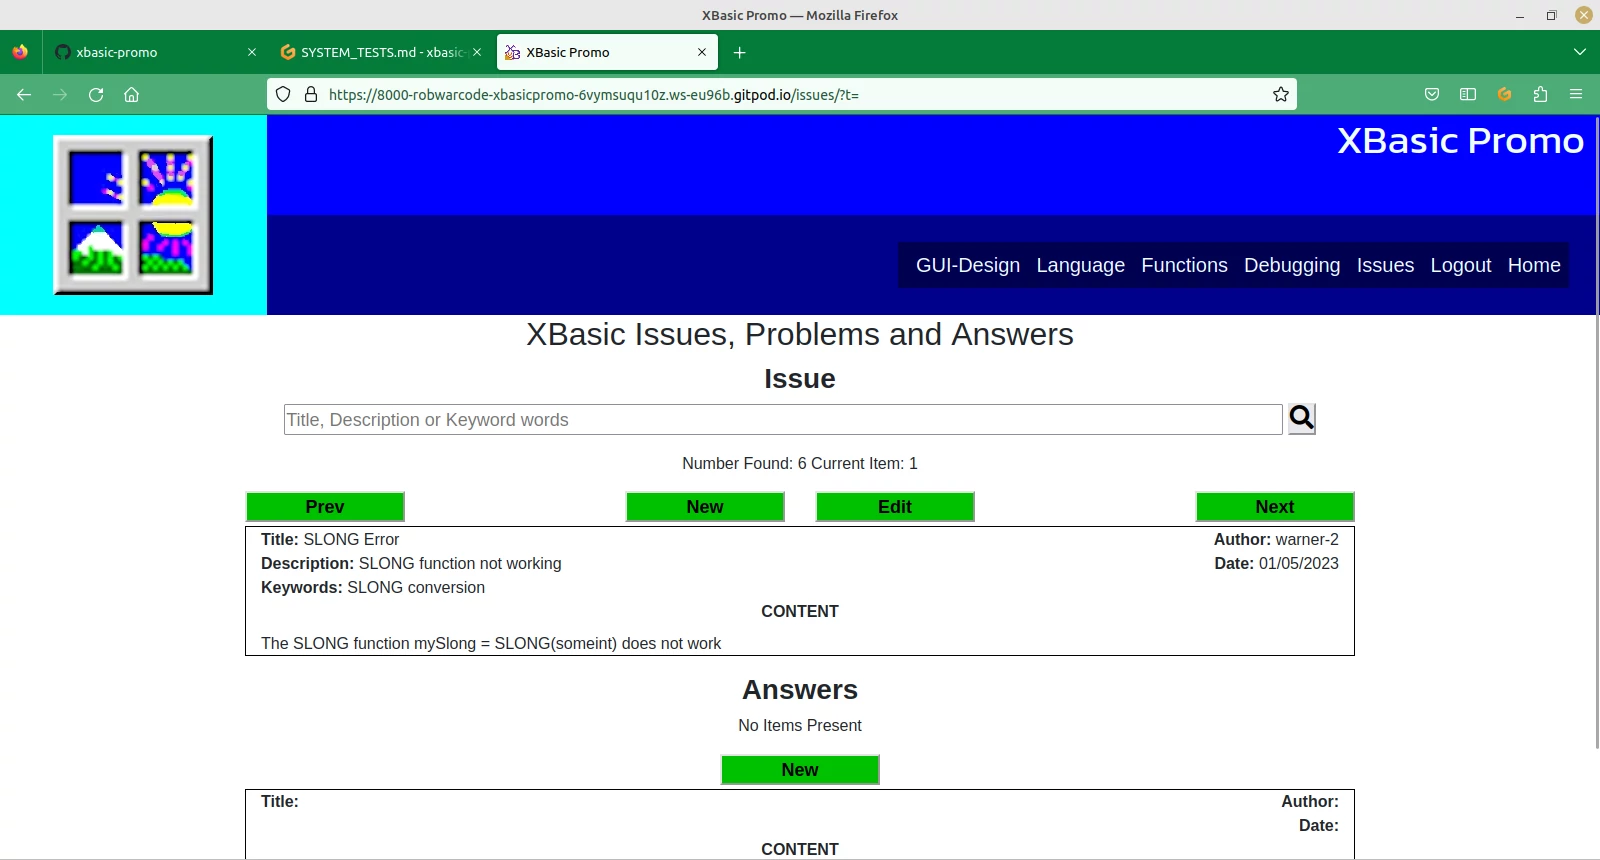 XBasic Promo — Mozilla Firefox
xbasic-promo
SYSTEM_TESTS.md - xbasic-
XBasic Promo
https://8000-robwarcode-xbasicpromo-6vymsuqu10z.ws-eu96b.gitpod.io/issues/?t=
XBasic Promo
GUI-Design Language Functions Debugging Issues Logout Home
XBasic Issues, Problems and Answers
Issue
Title, Description or Keyword words
Number Found: 6 Current Item: 1
Prev New Edit Next
Title: SLONG Error Author: warner-2
Description: SLONG function not working Date: 01/05/2023
Keywords: SLONG conversion
CONTENT
The SLONG function mySlong = SLONG(someint) does not work
Answers
No Items Present
New
Title: Author:
Date:
CONTENT